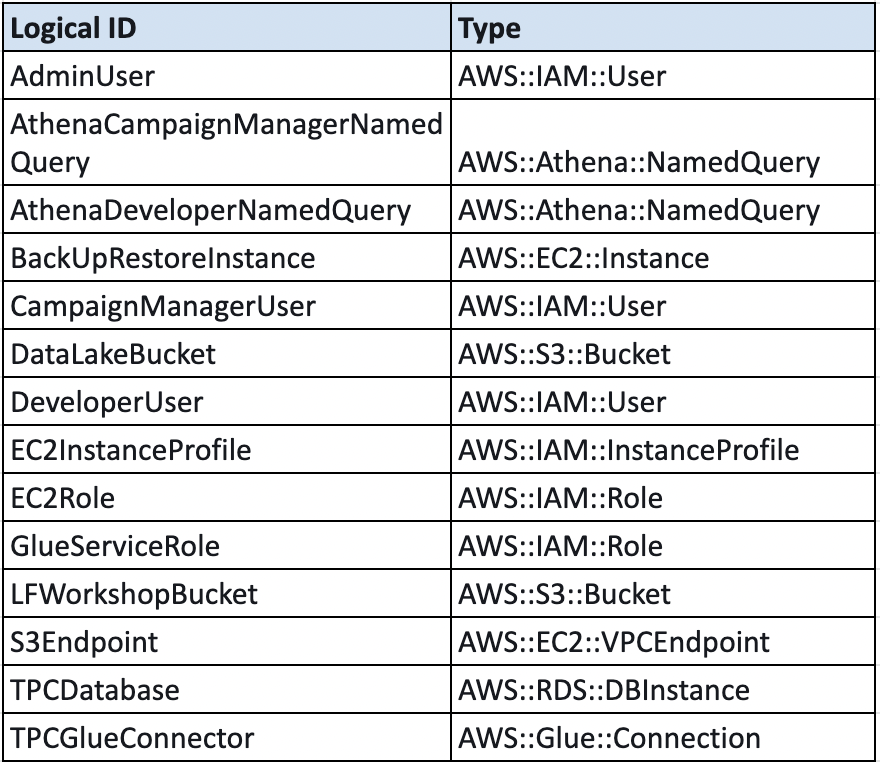 Logical ID Type
AdminUser AWS::IAM::User
AthenaCampaignManagerNamed
Query AWS::Athena::NamedQuery
AthenaDeveloperNamedQuery AWS::Athena::NamedQuery
BackUpRestoreInstance AWS::EC2::Instance
CampaignManagerUser AWS::IAM::User
DataLakeBucket AWS::S3::Bucket
DeveloperUser AWS::IAM::User
EC2InstanceProfile AWS::IAM::InstanceProfile
EC2Role AWS::IAM::Role
GlueServiceRole AWS::IAM::Role
LFWorkshopBucket AWS::S3::Bucket
S3Endpoint AWS::EC2::VPCEndpoint
TPCDatabase AWS::RDS::DBInstance
TPCGlueConnector AWS::Glue::Connection